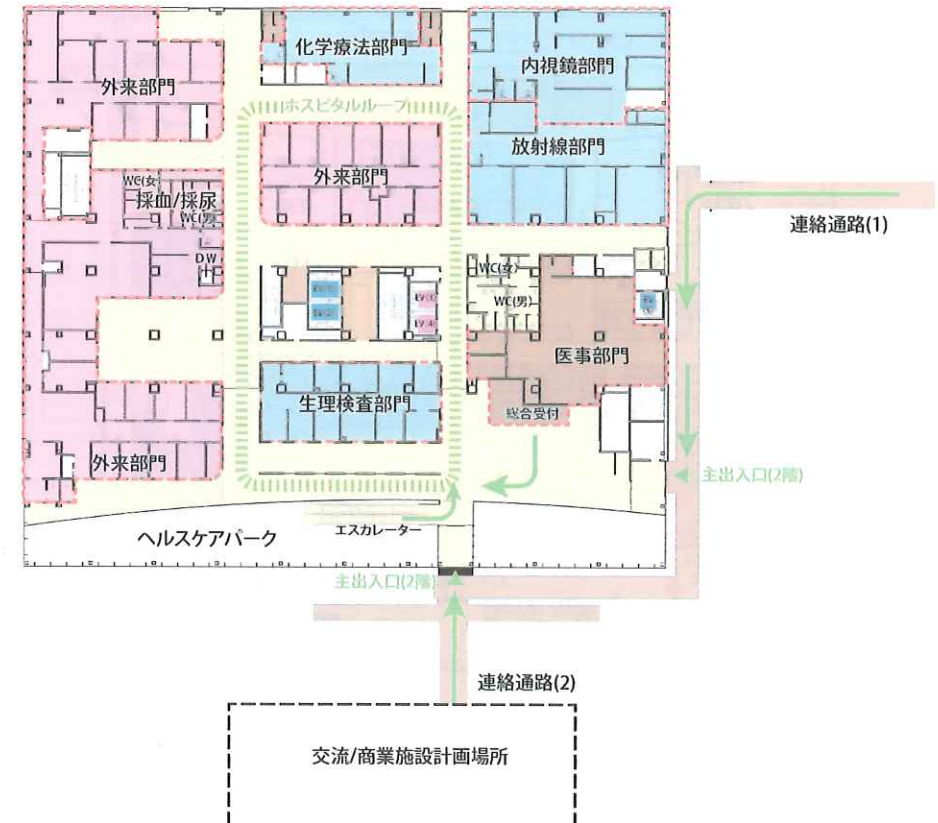 化学療法部門
内視鏡部門
外来部門
ホスピタルループ
放射線部門
外来部門
WC(女)
採血/採尿
WC(男)
連絡通路(1)
DW
WC(女)
WC(男)
EV(3)
EV(4)
医事部門
生理検査部門
総合受付
外来部門
主出入口(2階)
エスカレーター
ヘルスケアパーク
主出入口(2階)
連絡通路(2)
交流/商業施設計画場所